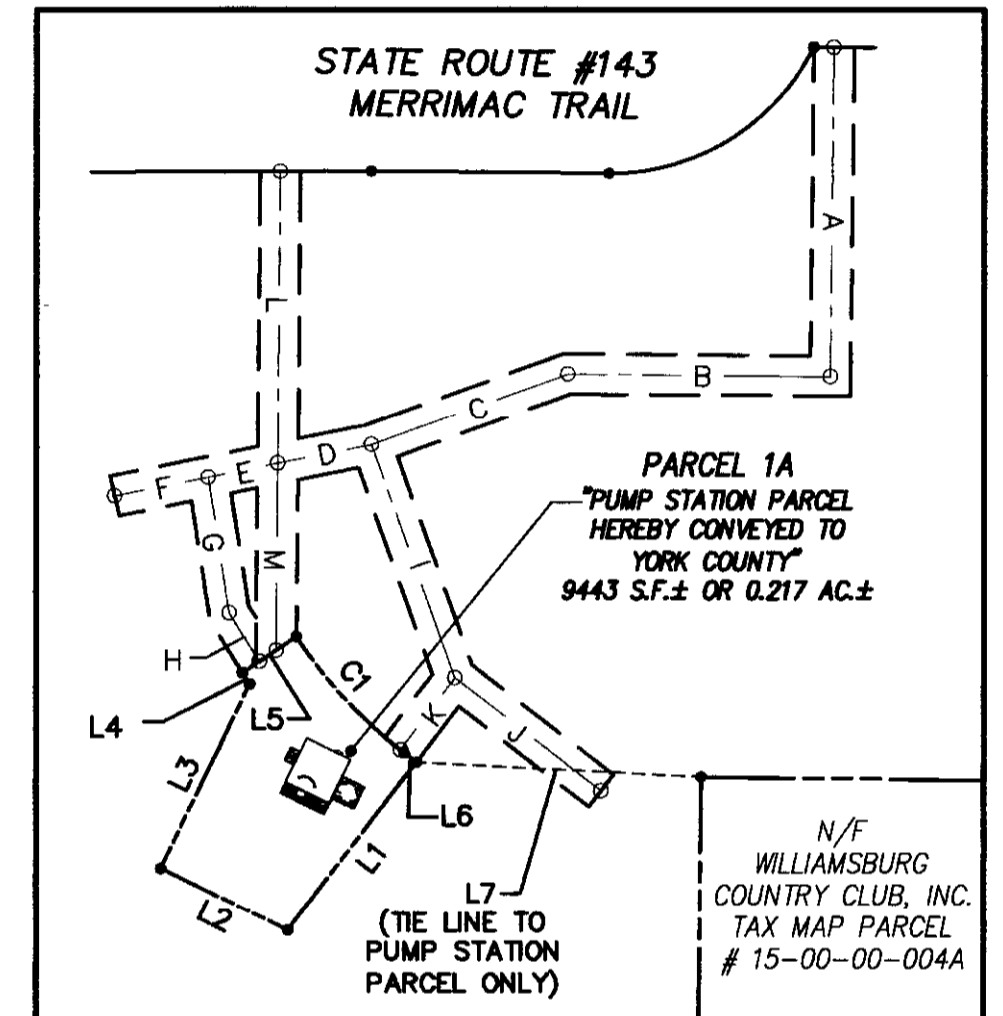 STATE ROUTE #143
MERRIMAC TRAIL
A
L
B
C
D
E
F
PARCEL 1A
"PUMP STATION PARCEL
HEREBY CONVEYED TO
YORK COUNTY"
9443 S.F.± OR 0.217 AC.±
G
M
I
H
C1
K
J
L4
L5
L3
L6
L1
L2
L7
(TIE LINE TO
PUMP STATION
PARCEL ONLY)
N/F
WILLIAMSBURG
COUNTRY CLUB, INC.
TAX MAP PARCEL
# 15-00-00-004A